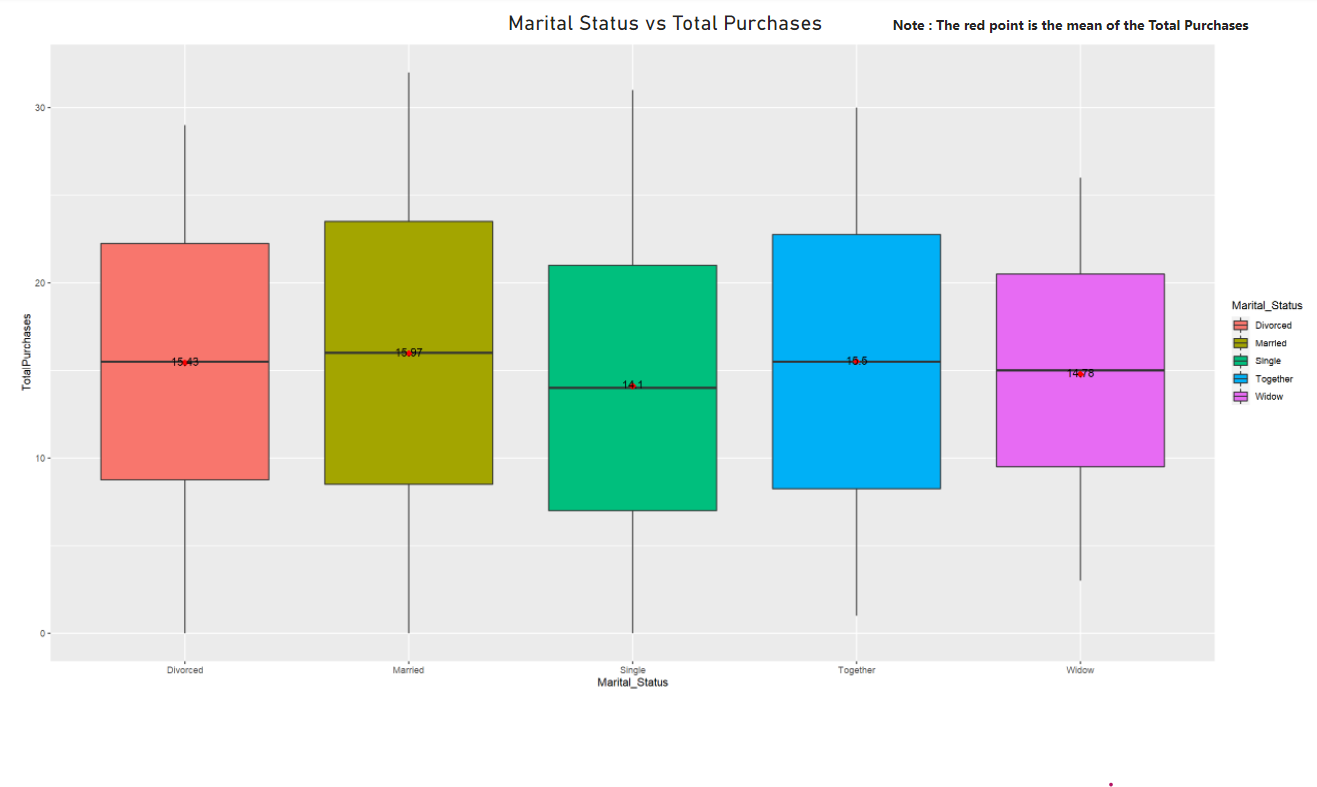 Marital Status vs Total Purchases
Note : The red point is the mean of the Total Purchases
TotalPurchases
30
20
10
0
15.43
15.97
14.1
15.6
14.78
Divorced
Married
Single
Together
Widow
Marital_Status
Marital_Status
Divorced
Married
Single
Together
Widow